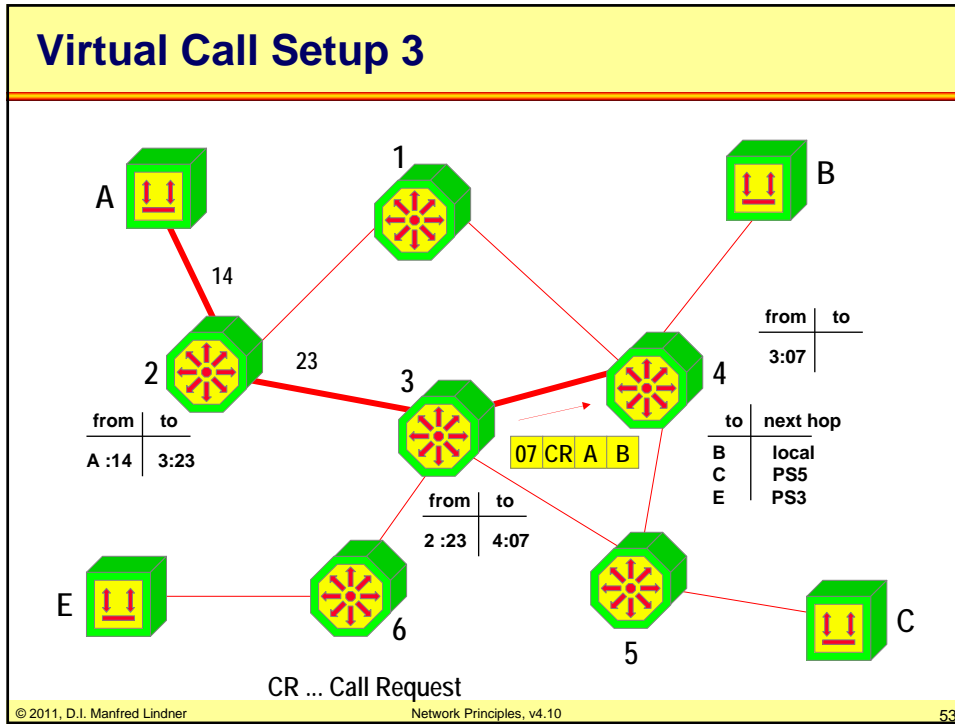 Virtual Call Setup 3
A
1
B
14
from to
3:07
2
23
3
4
from to
A :14 3:23
07 CR A B
to next hop
B local
C PS5
E PS3
from to
2 :23 4:07
E
6
5
C
CR ... Call Request
© 2011, D.I. Manfred Lindner Network Principles, v4.10 53